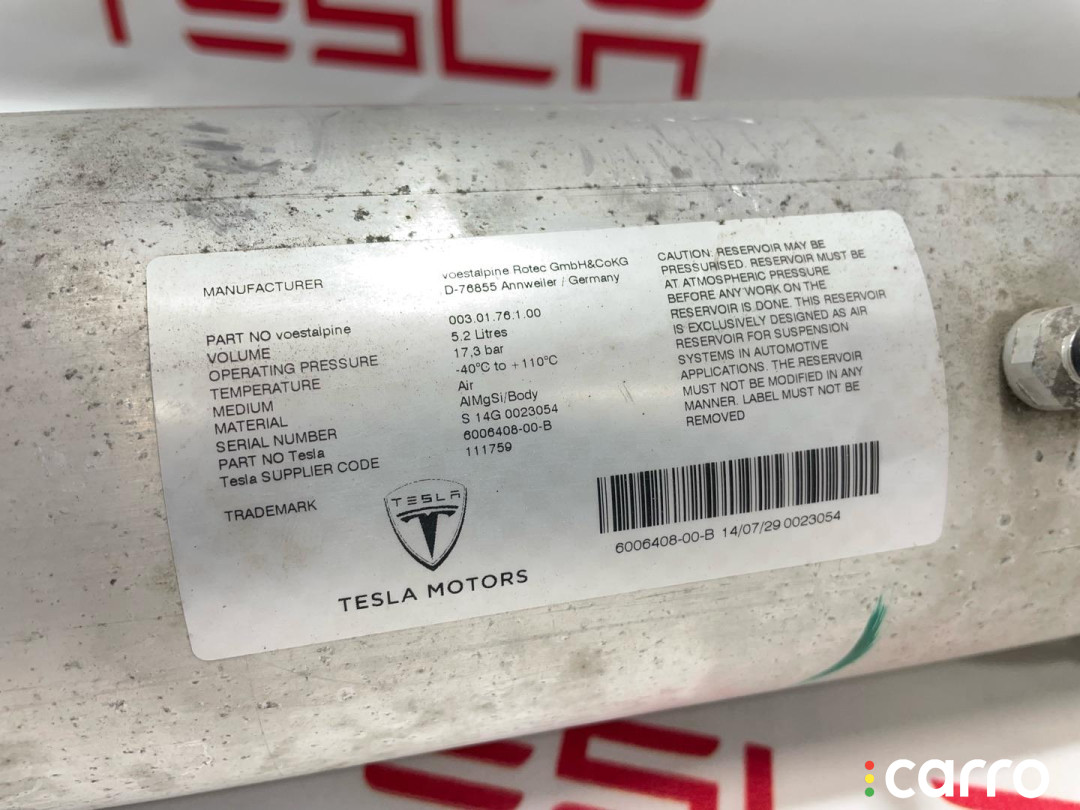 TESLA
MANUFACTURER voestalpine Rotec GmbH&CoKG
D-76855 Annweiler / Germany
PART NO voestalpine 003.01.76.1.00
VOLUME 5.2 Litres
OPERATING PRESSURE 17,3 bar
TEMPERATURE -40°C to +110°C
MEDIUM Air
MATERIAL AlMgSi/Body
SERIAL NUMBER S 14G 0023054
PART NO Tesla 6006408-00-B
Tesla SUPPLIER CODE 111759
TRADEMARK
TESLA
TESLA MOTORS
CAUTION: RESERVOIR MAY BE
PRESSURISED. RESERVOIR MUST BE
AT ATMOSPHERIC PRESSURE
BEFORE ANY WORK ON THE
RESERVOIR IS DONE. THIS RESERVOIR
IS EXCLUSIVELY DESIGNED AS AIR
RESERVOIR FOR SUSPENSION
SYSTEMS IN AUTOMOTIVE
APPLICATIONS. THE RESERVOIR
MUST NOT BE MODIFIED IN ANY
MANNER. LABEL MUST NOT BE
REMOVED
6006408-00-B 14/07/29 0023054
carro